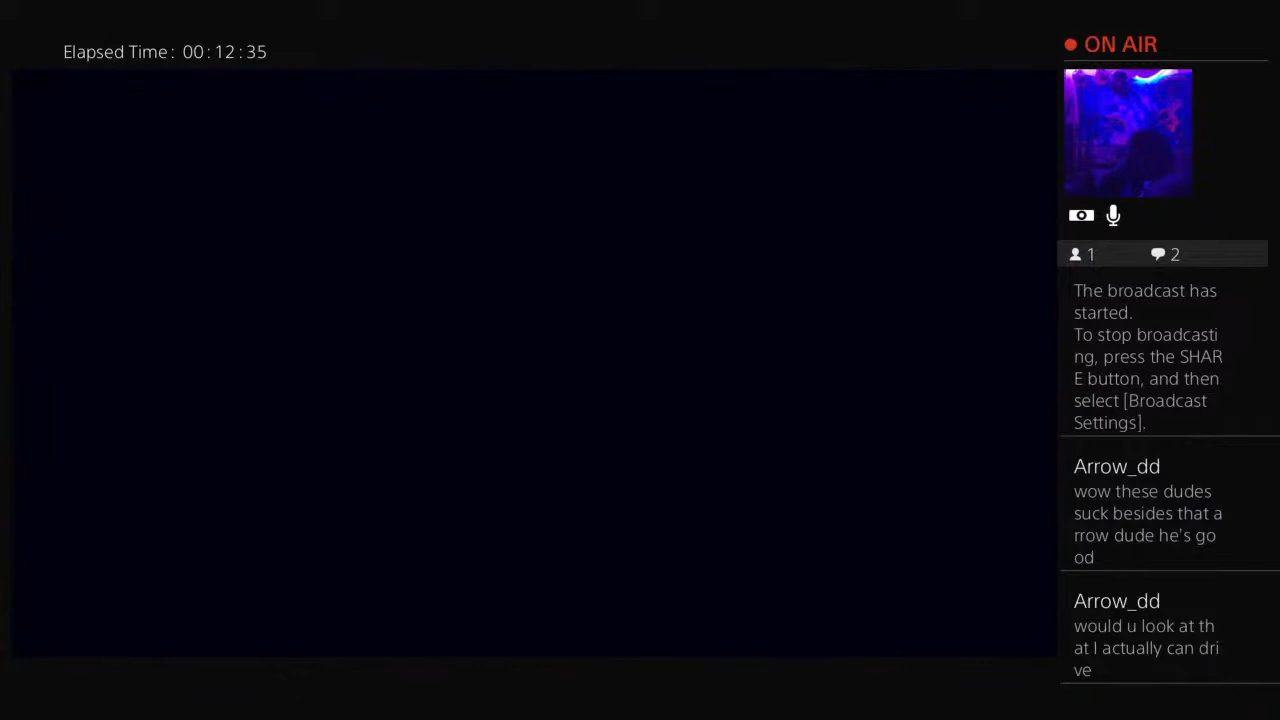 Elapsed Time: 00:12:35
ON AIR
1
2
The broadcast has
started.
To stop broadcasti
ng, press the SHAR
E button, and then
select [Broadcast
Settings].
Arrow_dd
wow these dudes
suck besides that a
rrow dude he's go
od
Arrow_dd
would u look at th
at I actually can dri
ve